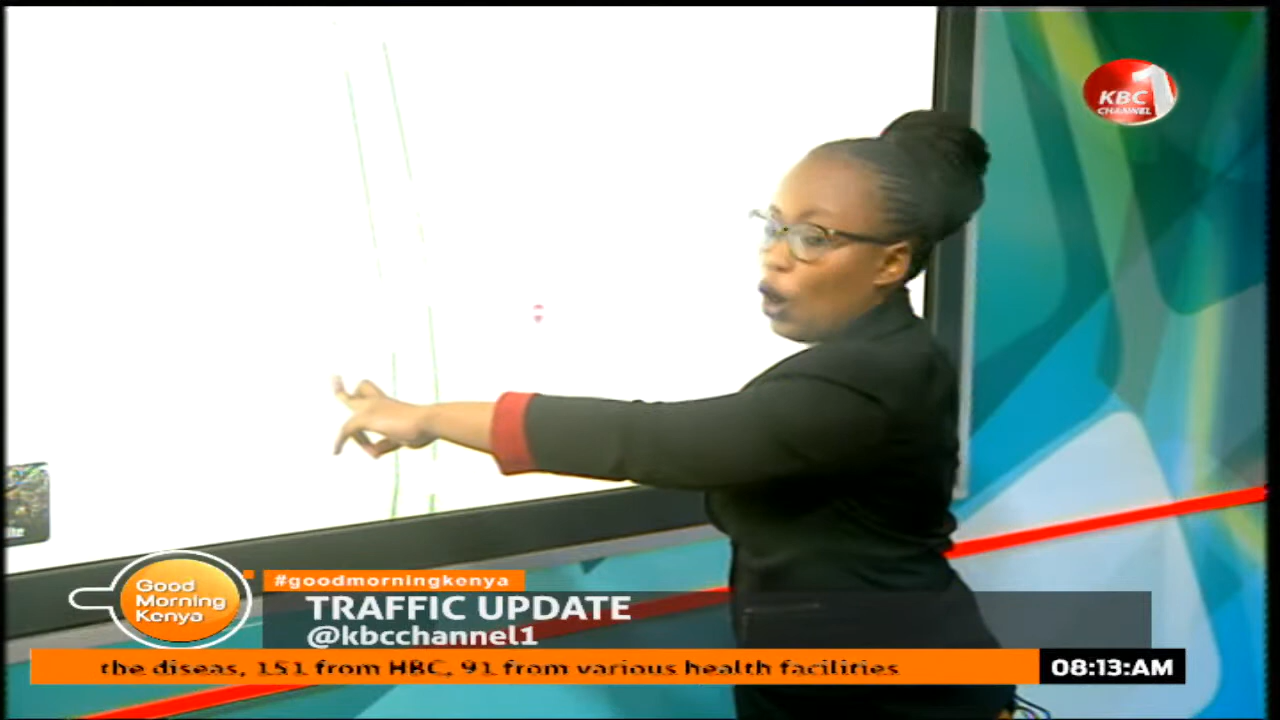 KBC 1
CHANNEL
ite
Good
Morning
Kenya
#goodmorningkenya
TRAFFIC UPDATE
@kbcchannel1
the diseas, 151 from HBC, 91 from various health facilities
08:13:AM